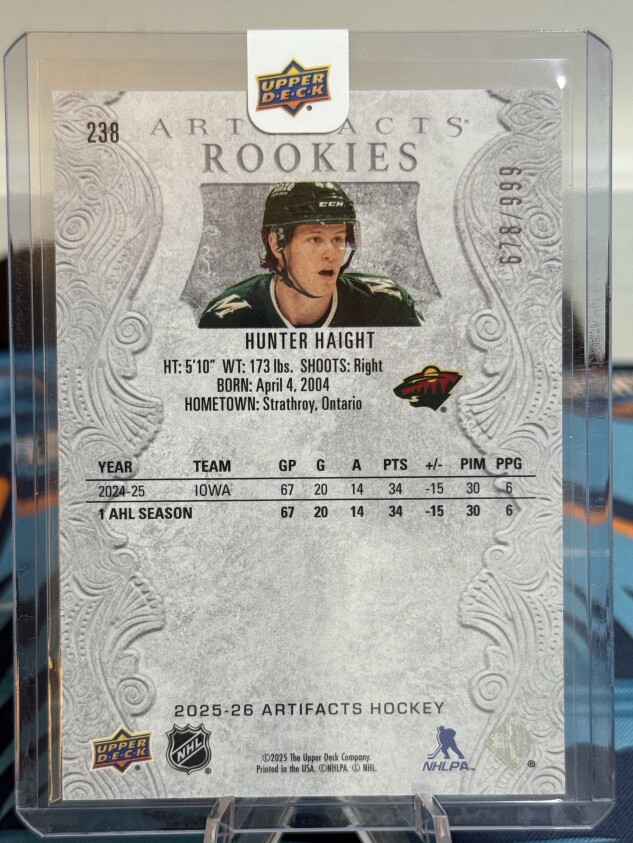 UPPER
D·E·C·K
238
ARTIFACTS
ROOKIES
678/999
CCM
HUNTER HAIGHT
HT: 5'10" WT: 173 lbs. SHOOTS: Right
BORN: April 4, 2004
HOMETOWN: Strathroy, Ontario
YEAR TEAM GP G A PTS +/- PIM PPG
2024-25 IOWA 67 20 14 34 -15 30 6
1 AHL SEASON 67 20 14 34 -15 30 6
2025-26 ARTIFACTS HOCKEY
UPPER
DECK
NHL
©2025 The Upper Deck Company.
Printed in the USA. ©NHLPA. © NHL.
NHLPA